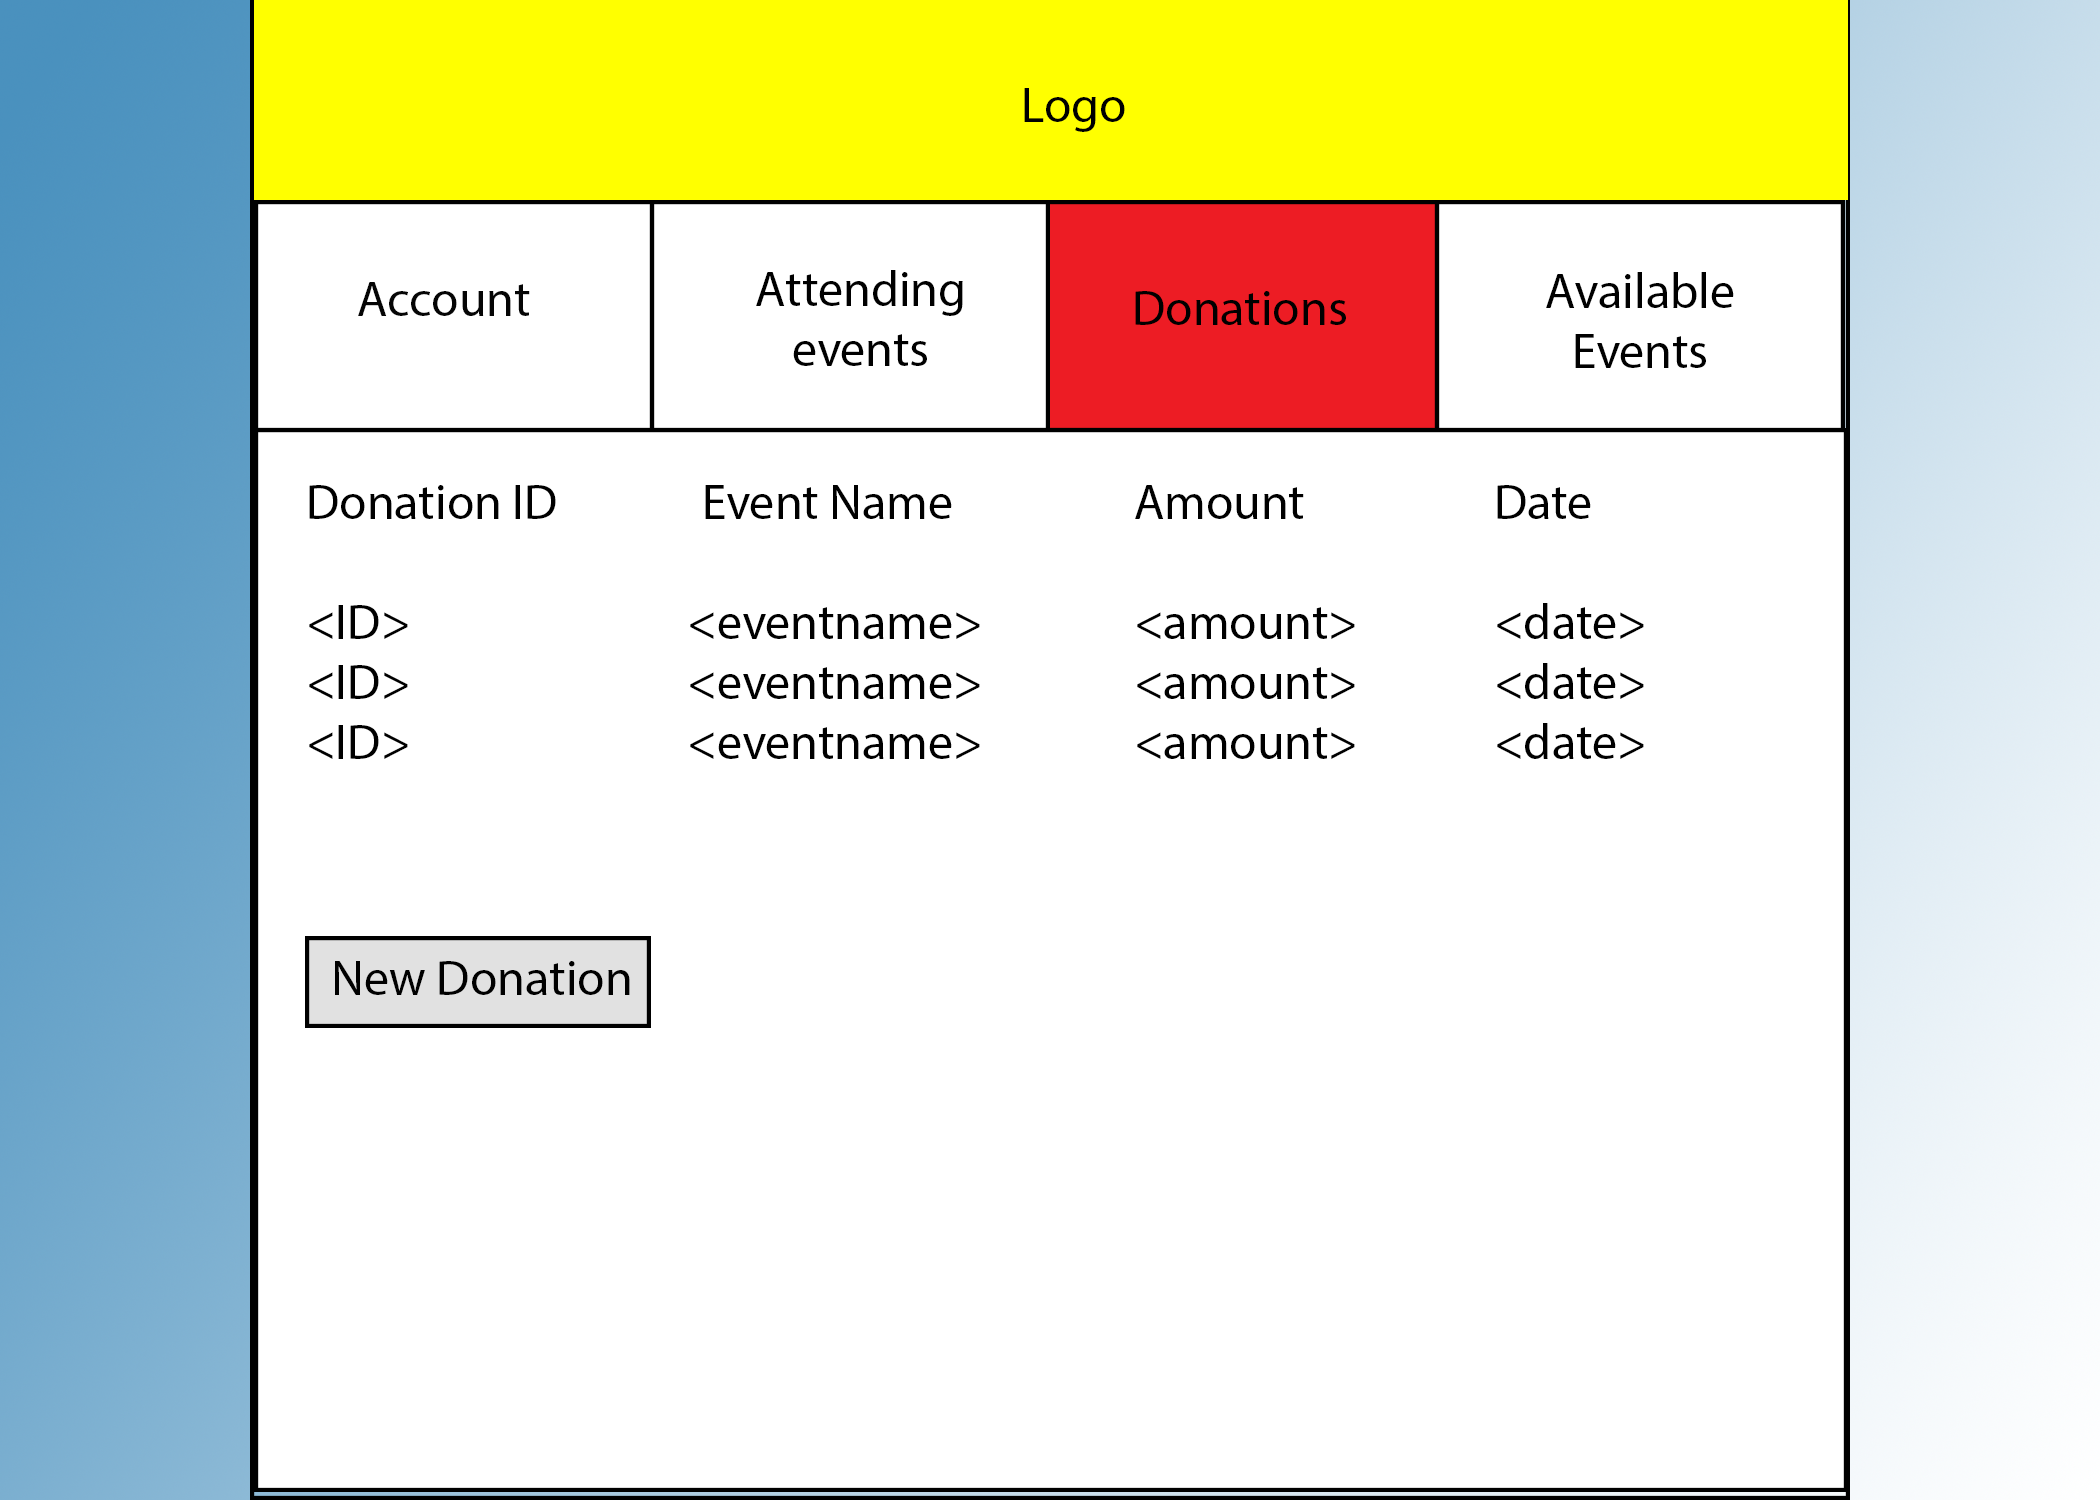 Logo
Account
Attending
events
Donations
Available
Events
Donation ID Event Name Amount Date
<ID> <eventname> <amount> <date>
<ID> <eventname> <amount> <date>
<ID> <eventname> <amount> <date>
New Donation